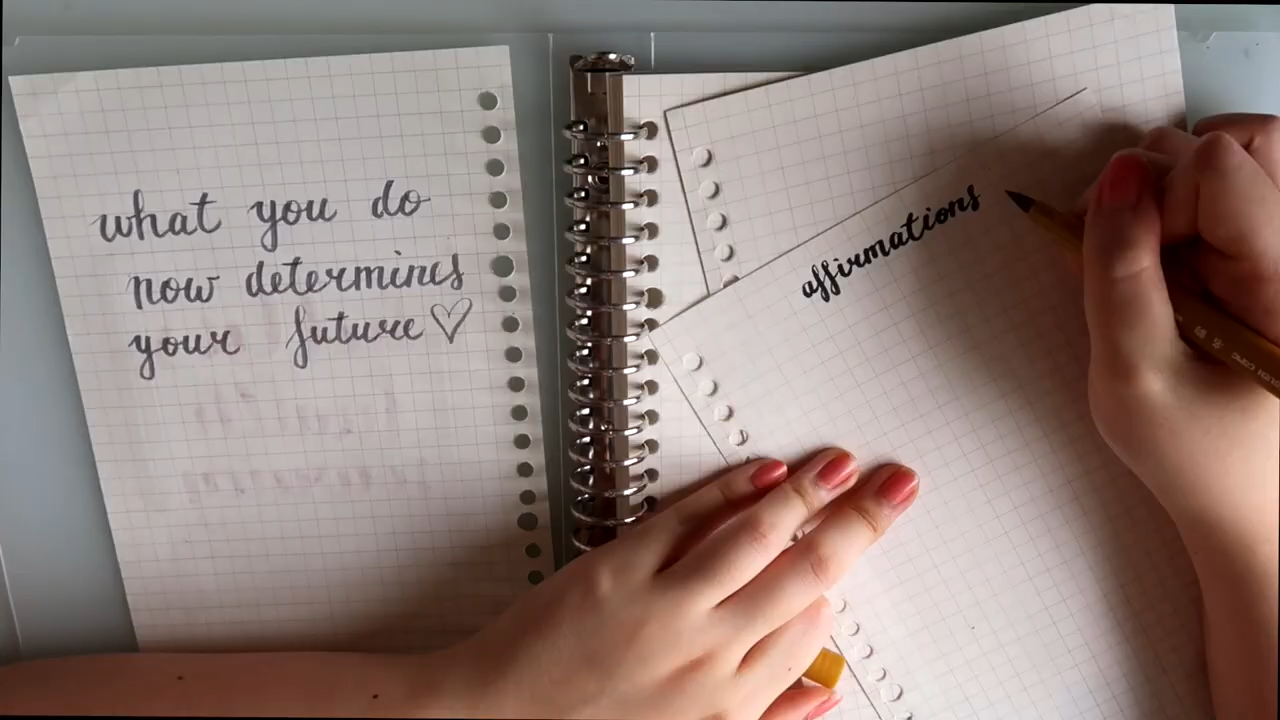 what you do
now determines
your future♡
affirmations